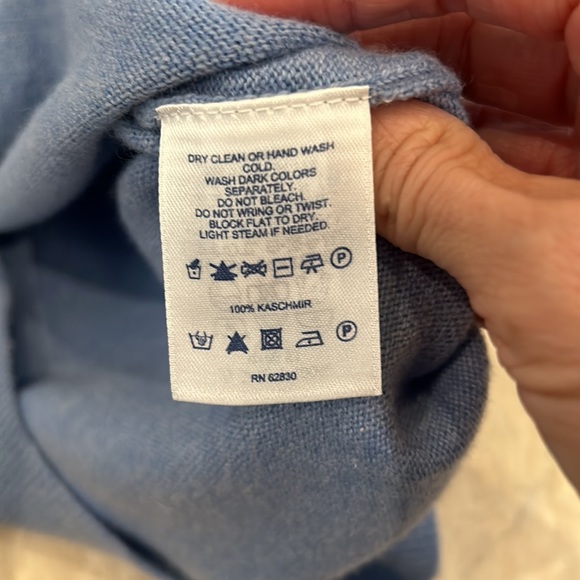 DRY CLEAN OR HAND WASH
COLD.
WASH DARK COLORS
SEPARATELY.
DO NOT BLEACH.
DO NOT WRING OR TWIST.
BLOCK FLAT TO DRY.
LIGHT STEAM IF NEEDED.
P
100% KASCHMIR
P
RN 62830